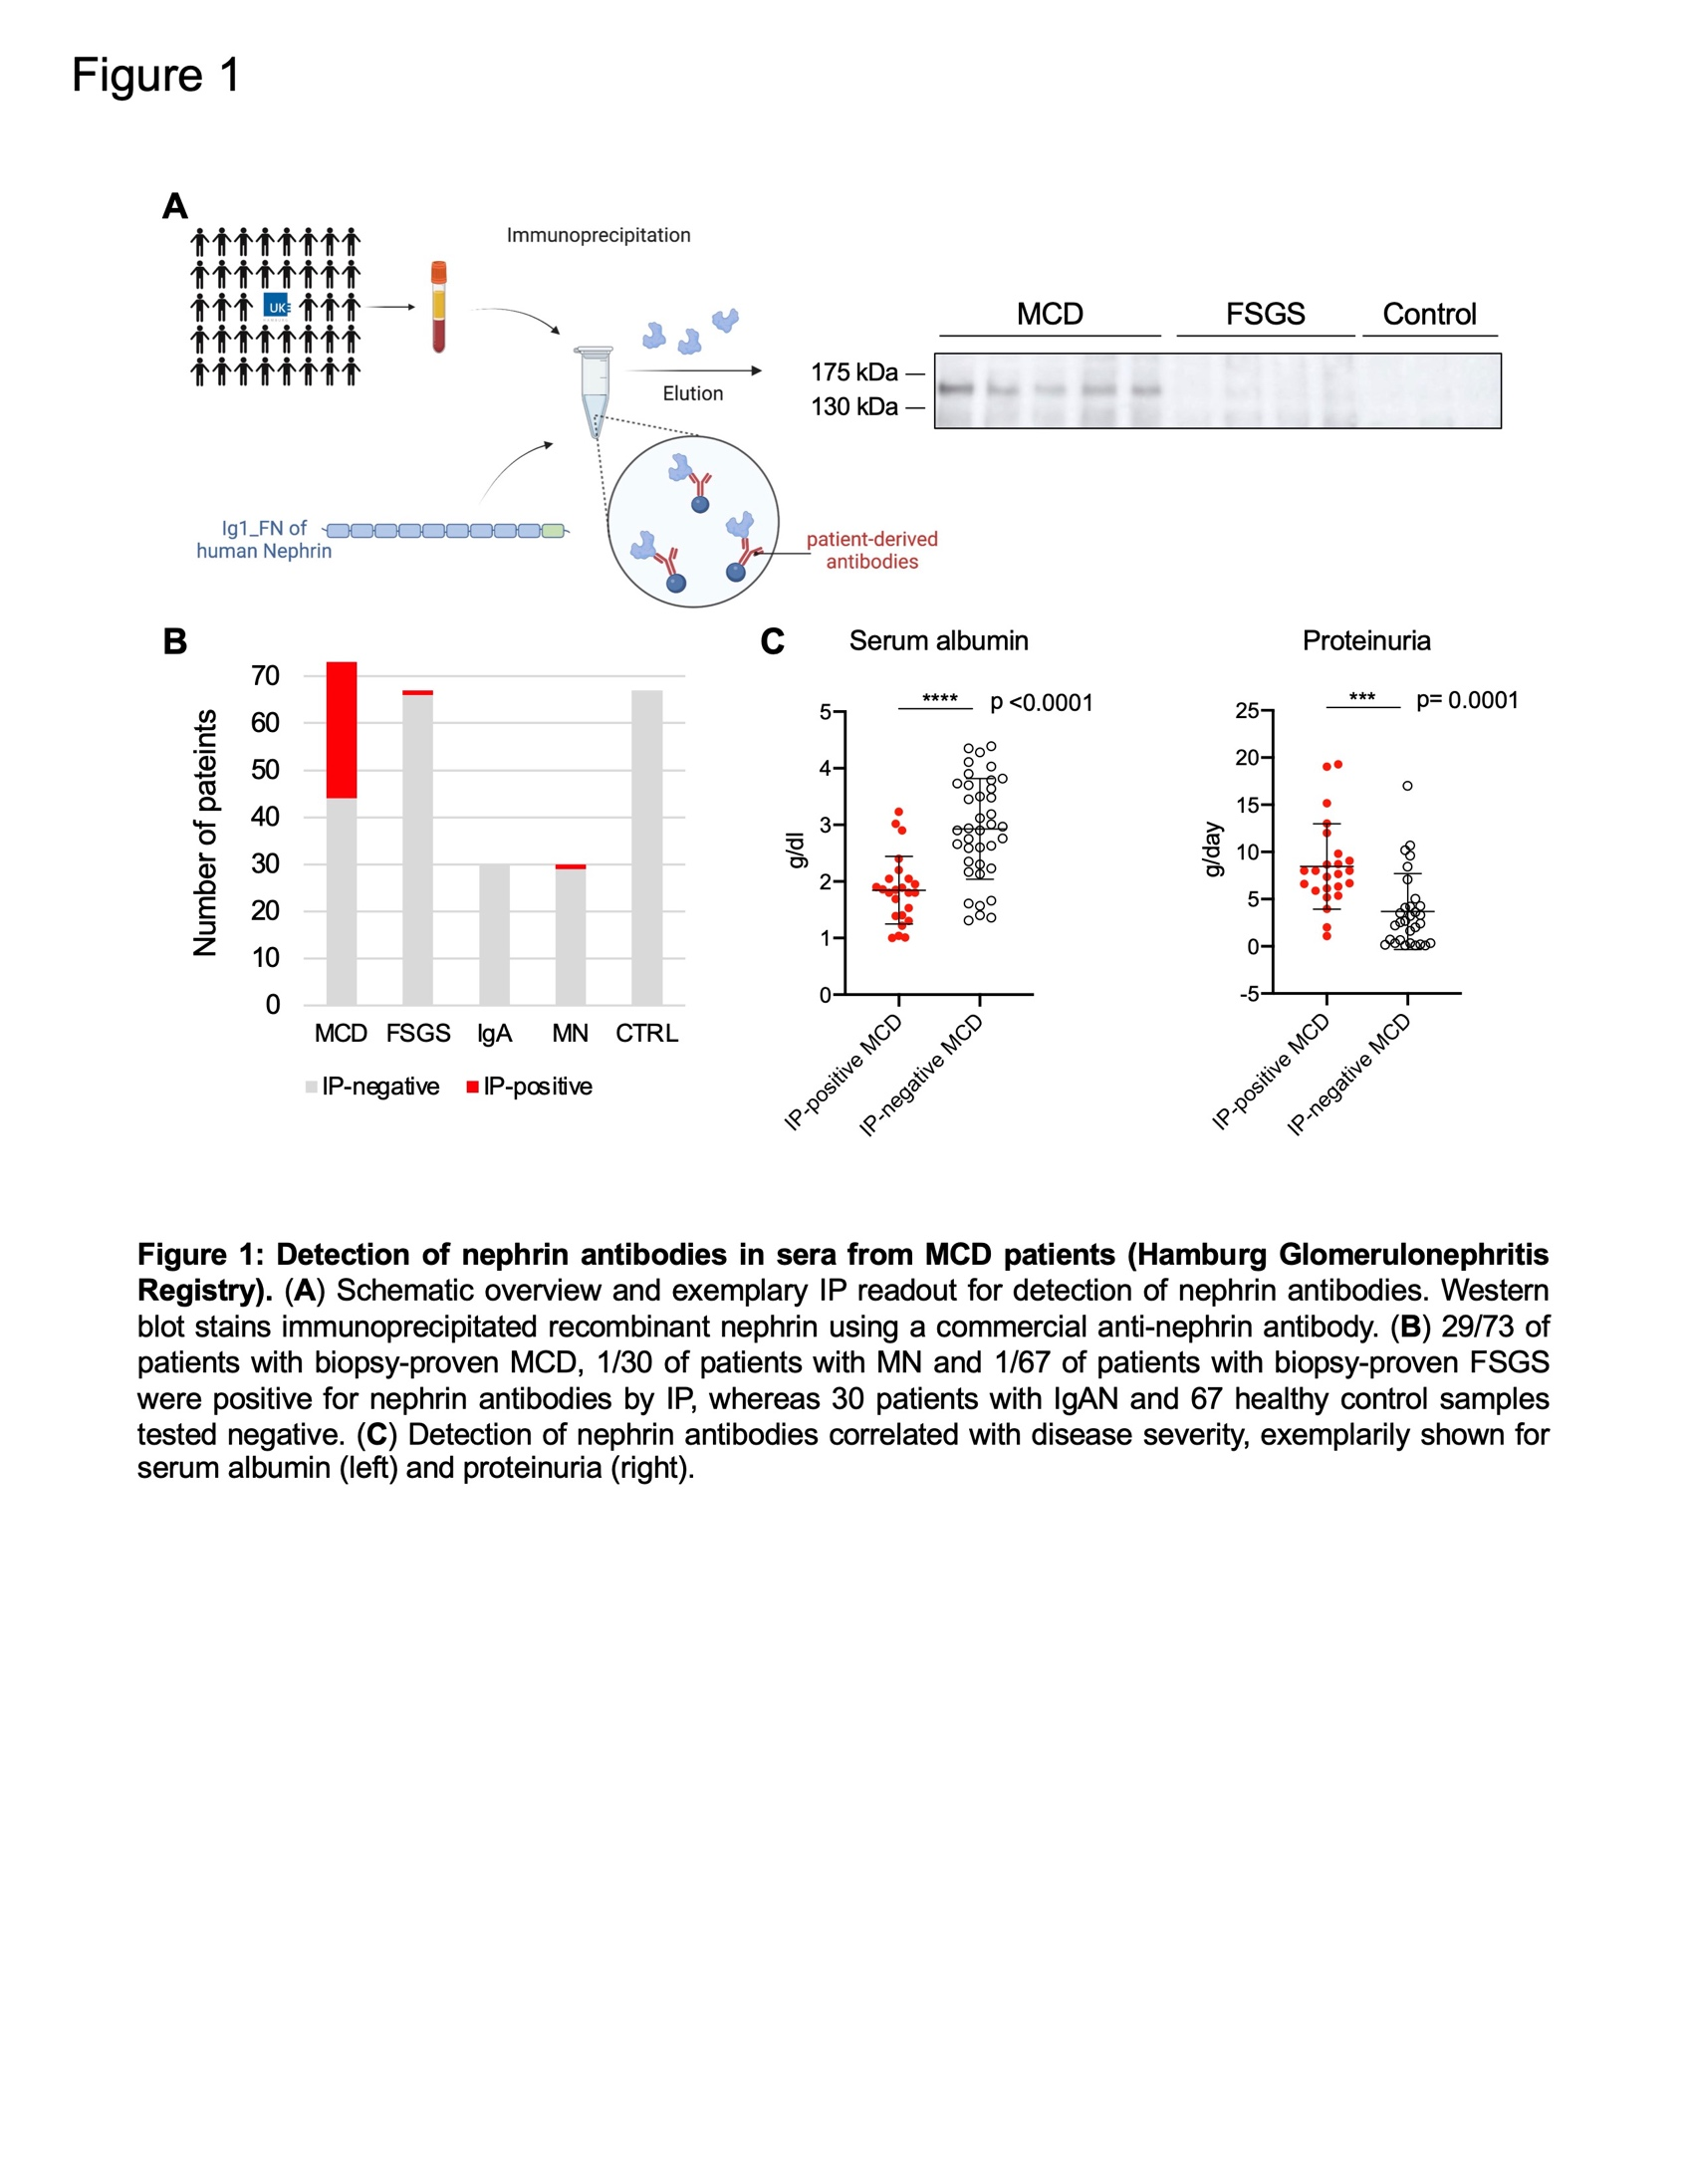 Figure 1
A
Immunoprecipitation
UKE
Elution
Ig1_FN of
human Nephrin
patient-derived
antibodies
MCD FSGS Control
175 kDa
130 kDa
B
Number of pateints
70
60
50
40
30
20
10
0
MCD FSGS IgA MN CTRL
IP-negative IP-positive
C
Serum albumin
**** p <0.0001
g/dl
5
4
3
2
1
0
IP-positive MCD
IP-negative MCD
Proteinuria
*** p= 0.0001
g/day
25
20
15
10
5
0
-5
IP-positive MCD
IP-negative MCD
Figure 1: Detection of nephrin antibodies in sera from MCD patients (Hamburg Glomerulonephritis
Registry). (A) Schematic overview and exemplary IP readout for detection of nephrin antibodies. Western
blot stains immunoprecipitated recombinant nephrin using a commercial anti-nephrin antibody. (B) 29/73 of
patients with biopsy-proven MCD, 1/30 of patients with MN and 1/67 of patients with biopsy-proven FSGS
were positive for nephrin antibodies by IP, whereas 30 patients with IgAN and 67 healthy control samples
tested negative. (C) Detection of nephrin antibodies correlated with disease severity, exemplarily shown for
serum albumin (left) and proteinuria (right).